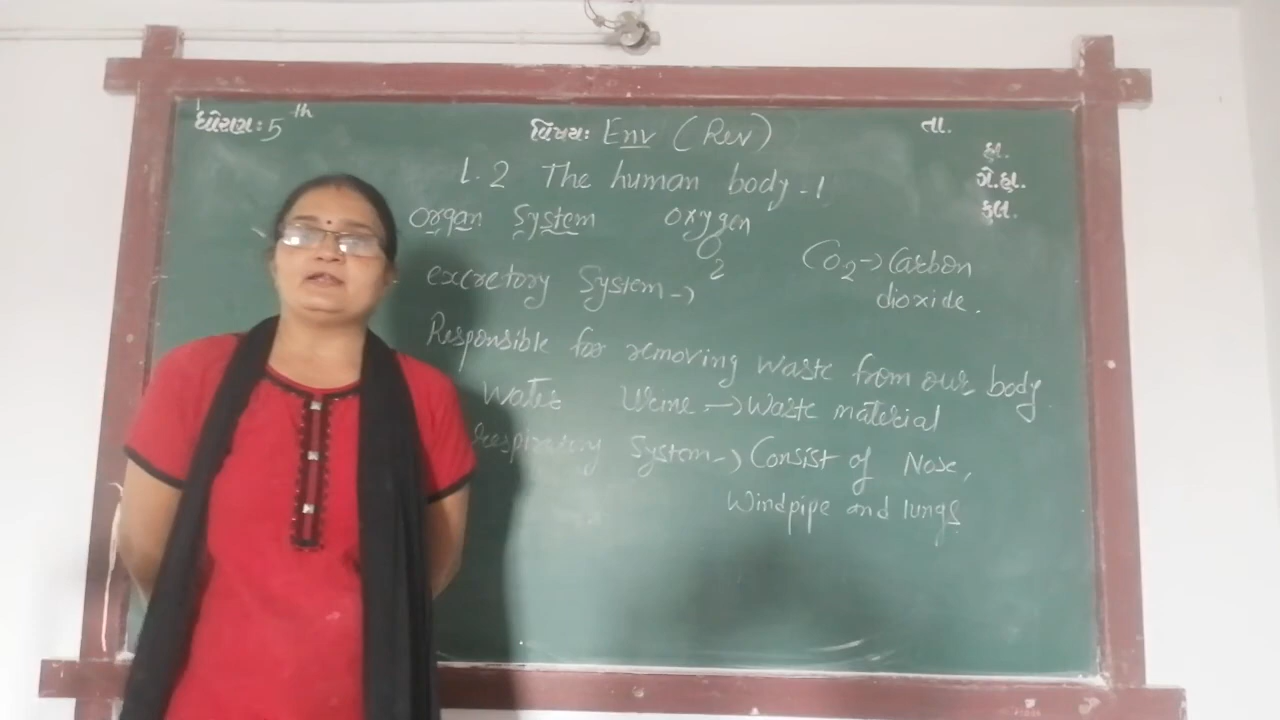 ધોરણ: 5th
વિષય: Env (Rev)
તા.
હા.
ગે.હા.
કુલ.
L.2 The human body-1
organ System
oxygen
O2
CO2→Carbon dioxide.
excretory System→
Responsible for removing waste from our body
Water Urine→Waste material
Respiratory System→Consist of Nose,
Windpipe and lungs